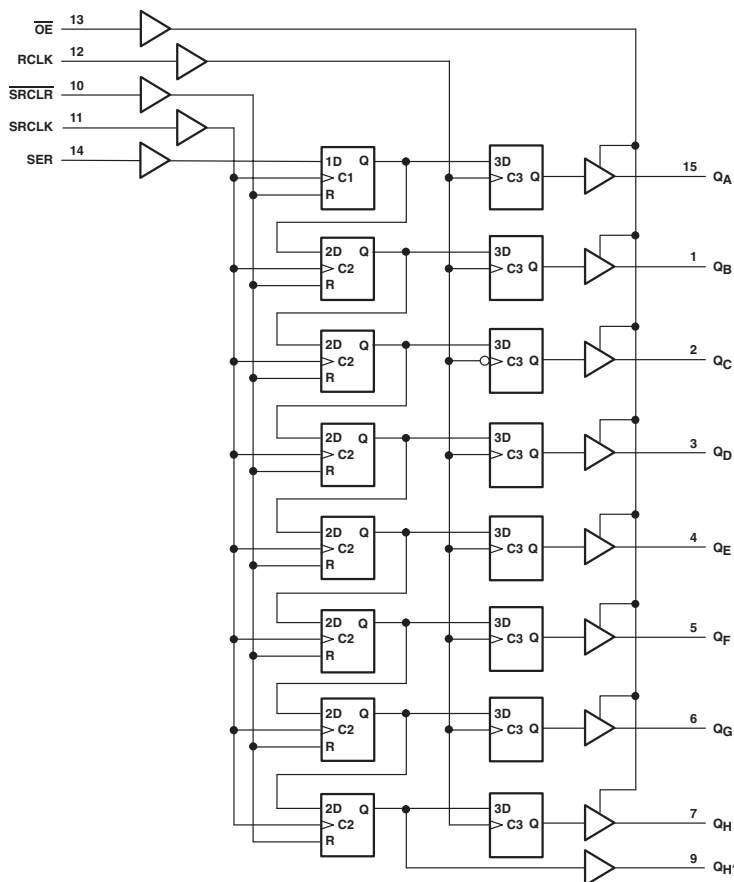 OE 13
RCLK 12
SRCLR 10
SRCLK 11
SER 14
1D Q 3D
C1 C3 Q 15 QA
R
2D Q 3D
C2 C3 Q 1 QB
R
2D Q 3D
C2 C3 Q 2 QC
R
2D Q 3D
C2 C3 Q 3 QD
R
2D Q 3D
C2 C3 Q 4 QE
R
2D Q 3D
C2 C3 Q 5 QF
R
2D Q 3D
C2 C3 Q 6 QG
R
2D Q 3D
C2 C3 Q 7 QH
R
9 QH'